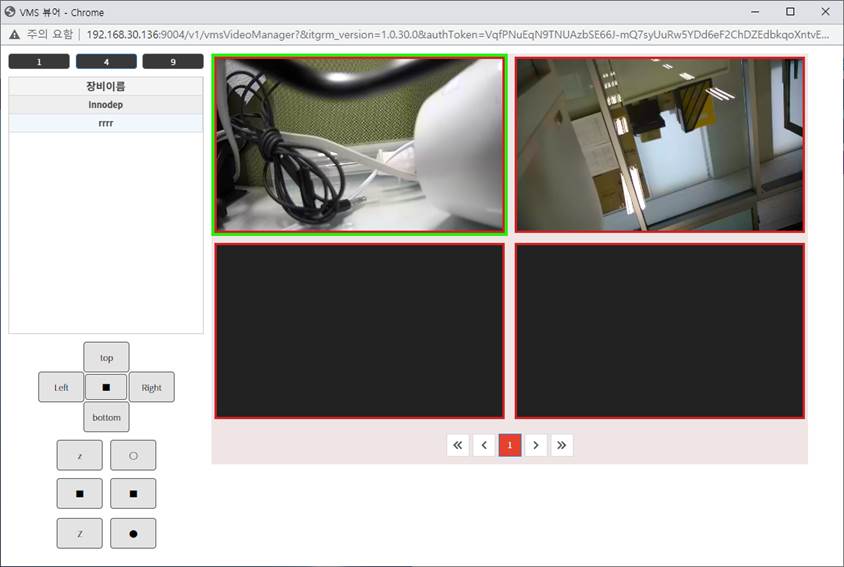 VMS 뷰어 - Chrome
주의 요함 | 192.168.30.136:9004/v1/vmsVideoManager?&itgrm_version=1.0.30.0&authToken=VqfPNuEqN9TNUAzbSE66J-mQ7syUuRw5YDd6eF2ChDZEdbkqoXntvE...
1 4 9
장비이름
Innodep
rrrr
top
Left ■ Right
bottom
z ○
■ ■
Z ●
« ‹ 1 › »